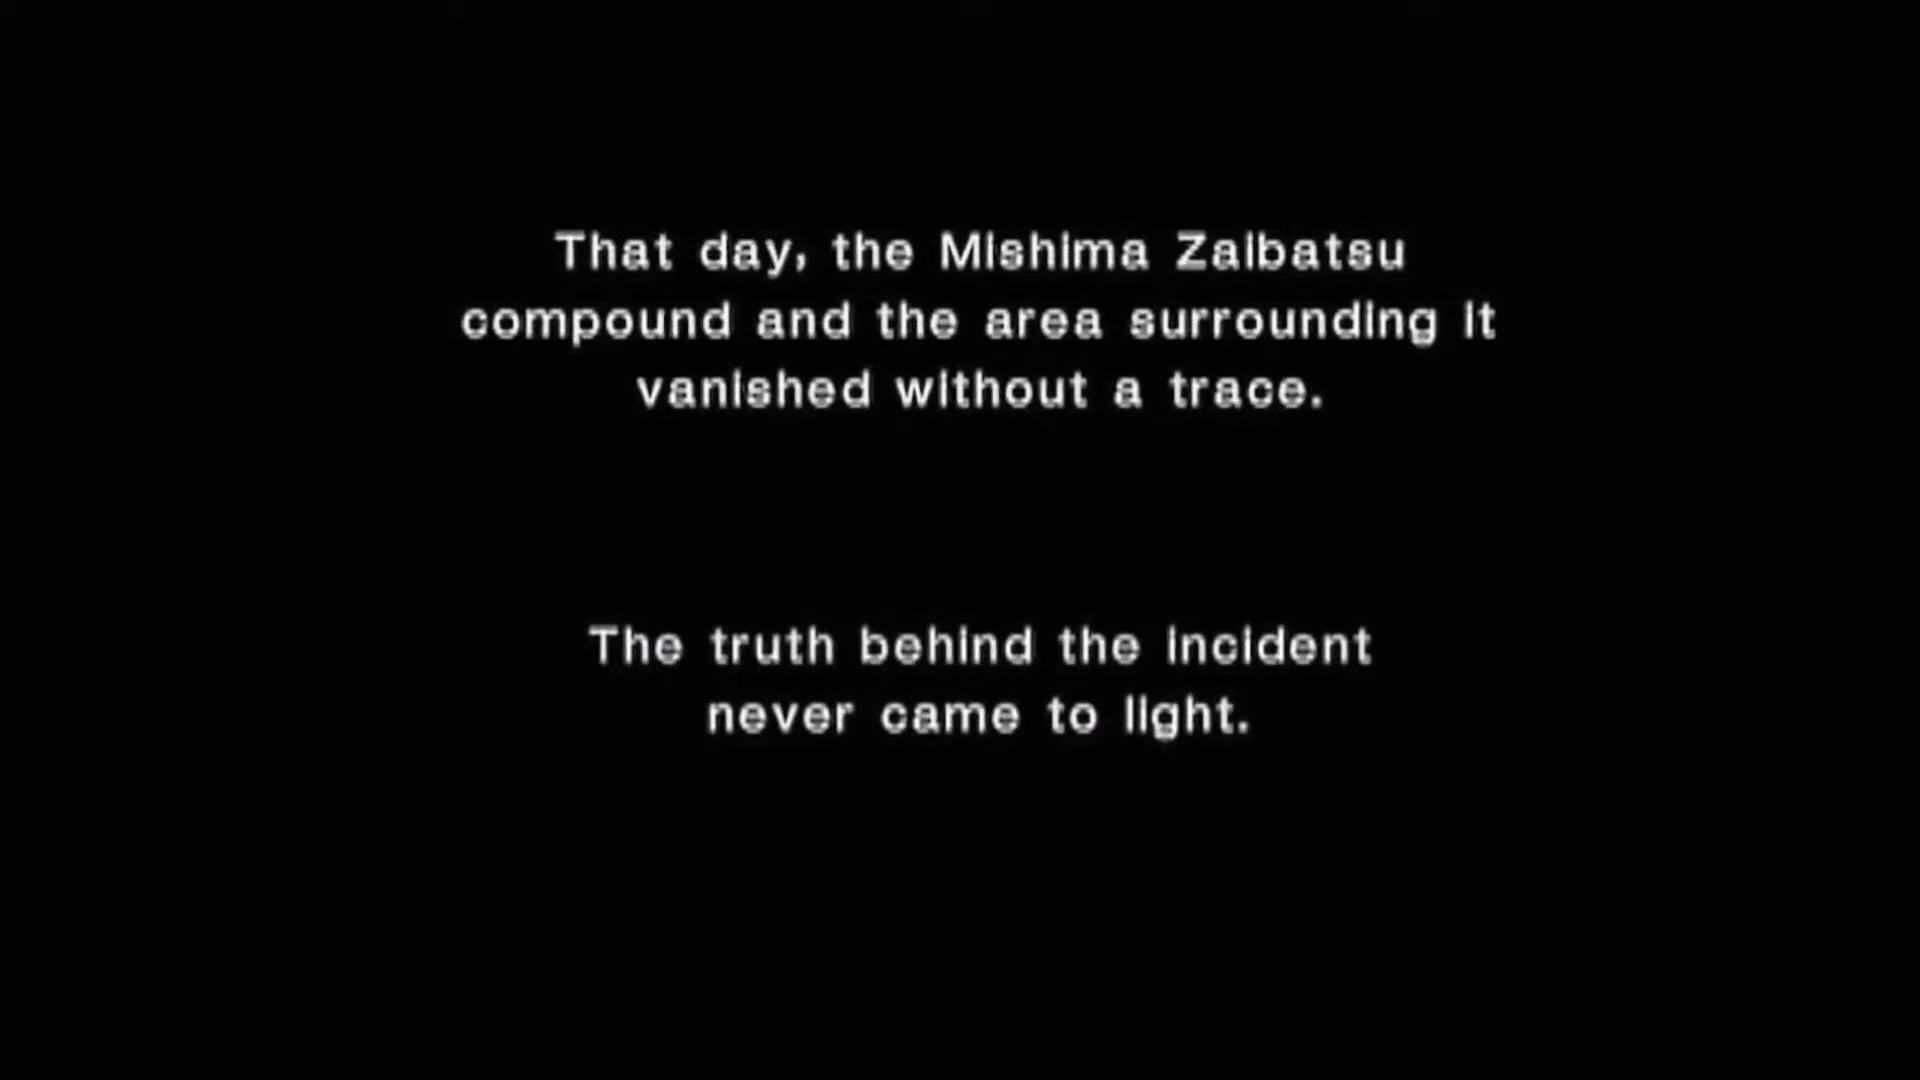 That day, the Mishima Zaibatsu
compound and the area surrounding it
vanished without a trace.
The truth behind the incident
never came to light.